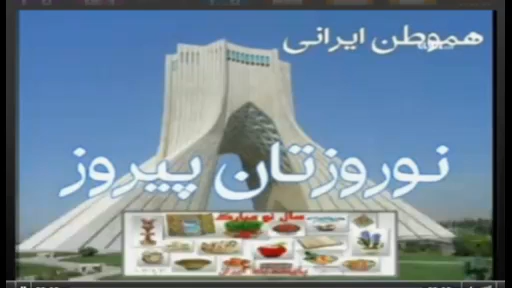 هموطن ایرانی
نوروزتان پیروز
سال نو مبارک